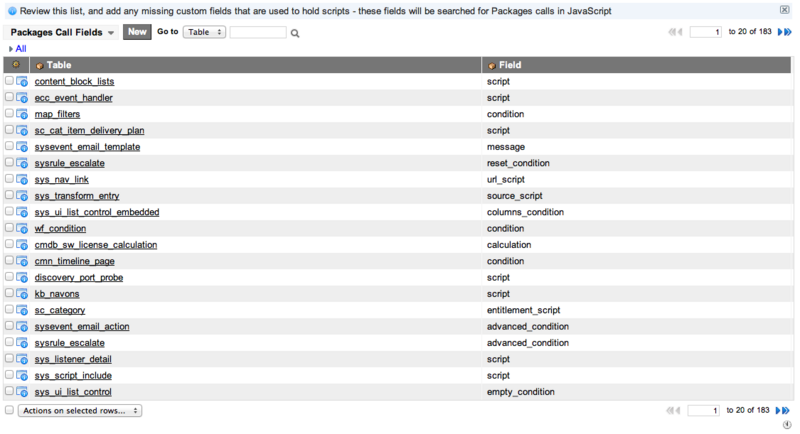 Review this list, and add any missing custom fields that are used to hold scripts - these fields will be searched for Packages calls in JavaScript
Packages Call Fields New Go to Table 1 to 20 of 183
All
Table Field
content_block_lists script
ecc_event_handler script
map_filters condition
sc_cat_item_delivery_plan script
sysevent_email_template message
sysrule_escalate reset_condition
sys_nav_link url_script
sys_transform_entry source_script
sys_ui_list_control_embedded columns_condition
wf_condition condition
cmdb_sw_license_calculation calculation
cmn_timeline_page condition
discovery_port_probe script
kb_navons script
sc_category entitlement_script
sysevent_email_action advanced_condition
sysrule_escalate advanced_condition
sys_listener_detail script
sys_script_include script
sys_ui_list_control empty_condition
Actions on selected rows... 1 to 20 of 183